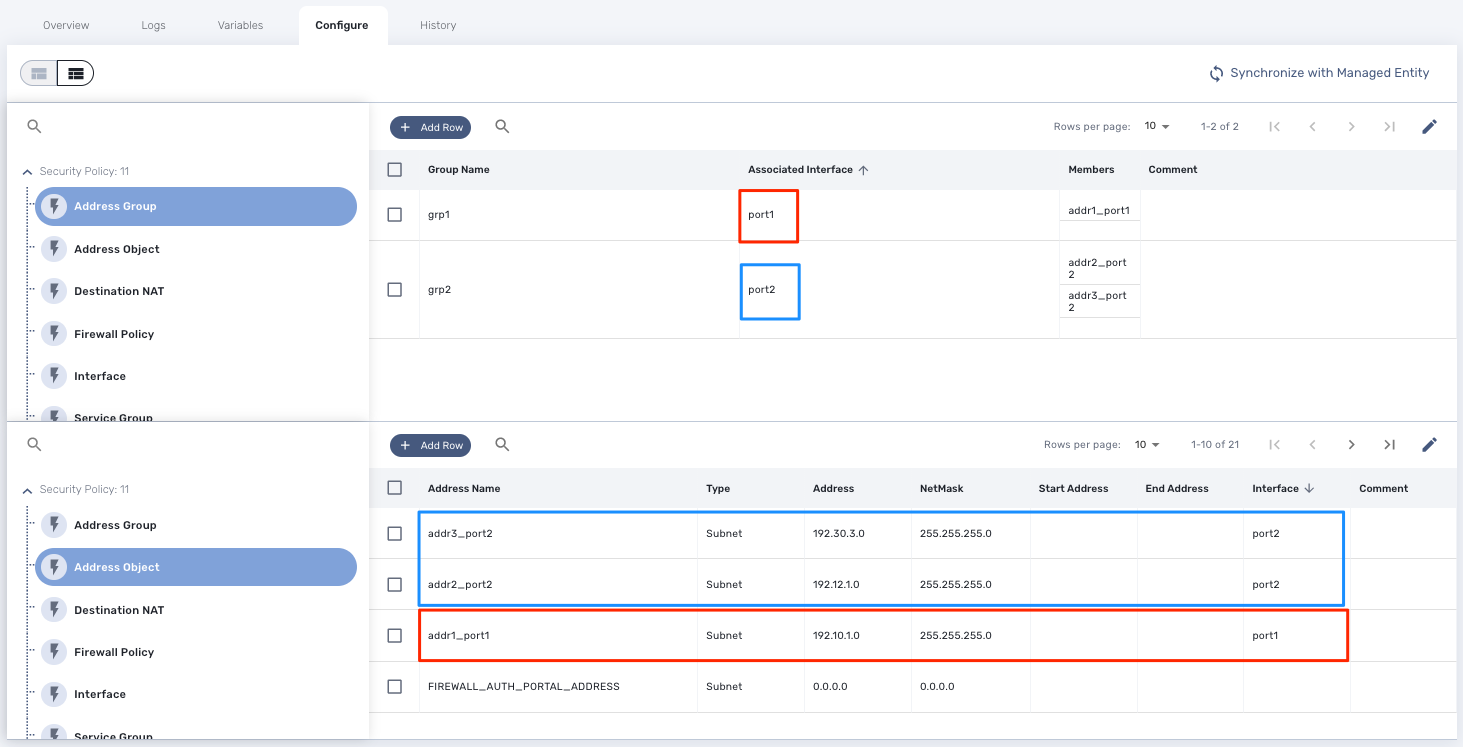 Overview Logs Variables Configure History
Synchronize with Managed Entity
Add Row Rows per page: 10 1-2 of 2
Security Policy: 11
Address Group
Address Object
Destination NAT
Firewall Policy
Interface
Service Group
Group Name Associated Interface Members Comment
grp1 port1 addr1_port1
grp2 port2 addr2_port
2
addr3_port
2
Add Row Rows per page: 10 1-10 of 21
Security Policy: 11
Address Group
Address Object
Destination NAT
Firewall Policy
Interface
Service Group
Address Name Type Address NetMask Start Address End Address Interface Comment
addr3_port2 Subnet 192.30.3.0 255.255.255.0 port2
addr2_port2 Subnet 192.12.1.0 255.255.255.0 port2
addr1_port1 Subnet 192.10.1.0 255.255.255.0 port1
FIREWALL_AUTH_PORTAL_ADDRESS Subnet 0.0.0.0 0.0.0.0